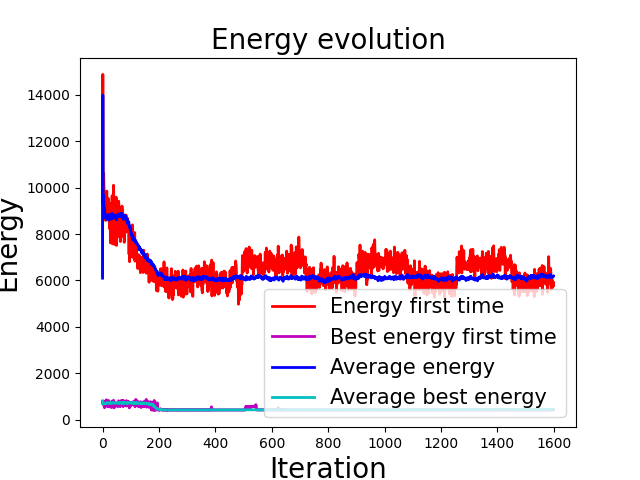 Energy evolution
Energy
14000
12000
10000
8000
6000
4000
2000
0
Energy first time
Best energy first time
Average energy
Average best energy
0 200 400 600 800 1000 1200 1400 1600
Iteration